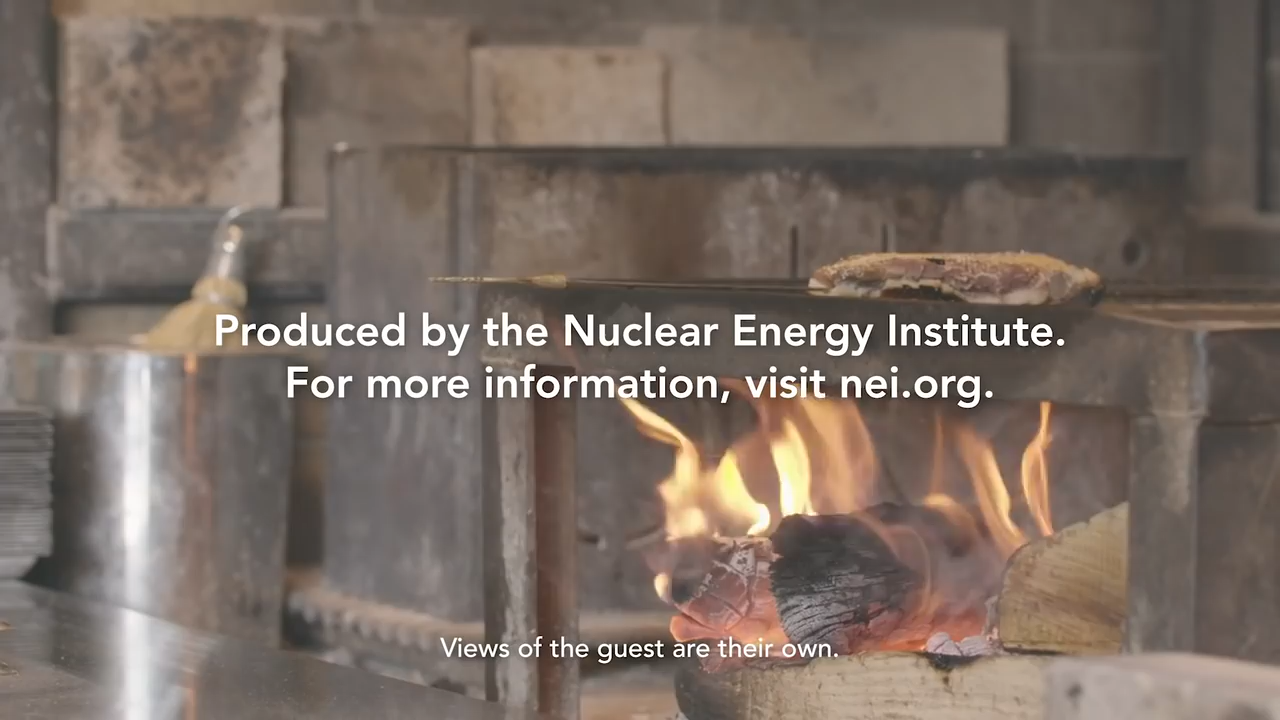 Produced by the Nuclear Energy Institute.
For more information, visit nei.org.
Views of the guest are their own.